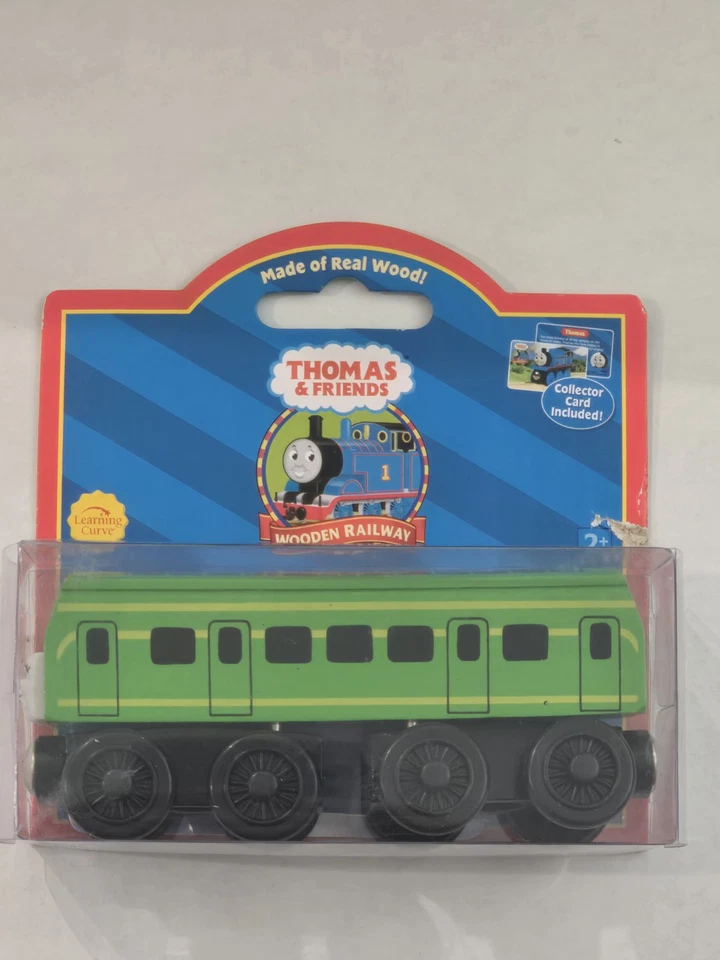 Made of Real Wood!
THOMAS
& FRIENDS
1
WOODEN RAILWAY
Thomas
Collector
Card
Included!
Learning
Curve
2+